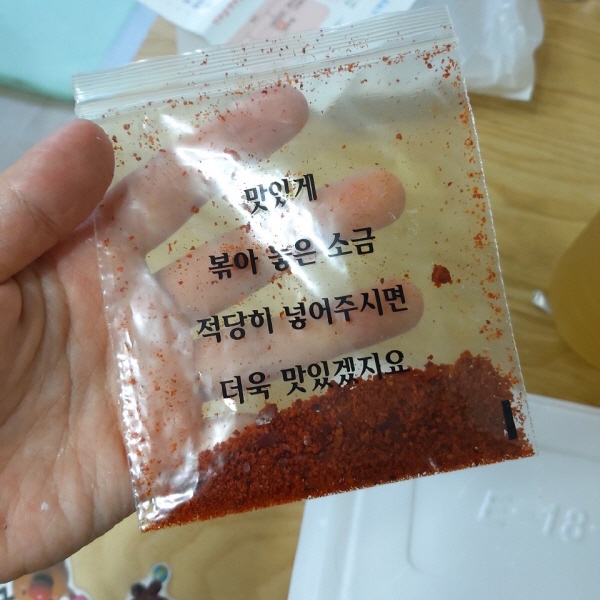 맛있게
볶아 놓은 소금
적당히 넣어주시면
더욱 맛있겠지요